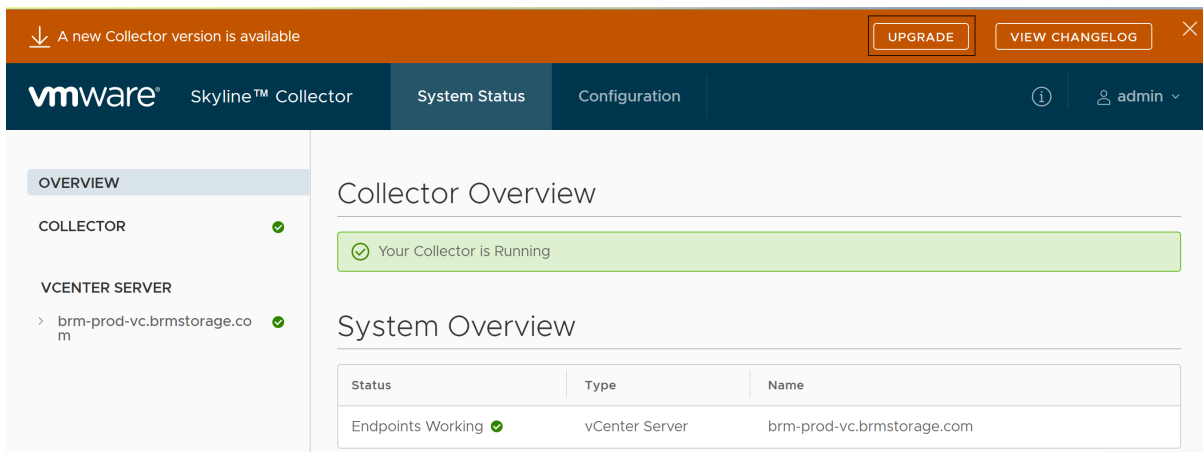 A new Collector version is available
UPGRADE
VIEW CHANGELOG
vmware® Skyline™ Collector
System Status
Configuration
admin
OVERVIEW
COLLECTOR
VCENTER SERVER
brm-prod-vc.brmstorage.co
m
Collector Overview
Your Collector is Running
System Overview
Status Type Name
Endpoints Working vCenter Server brm-prod-vc.brmstorage.com